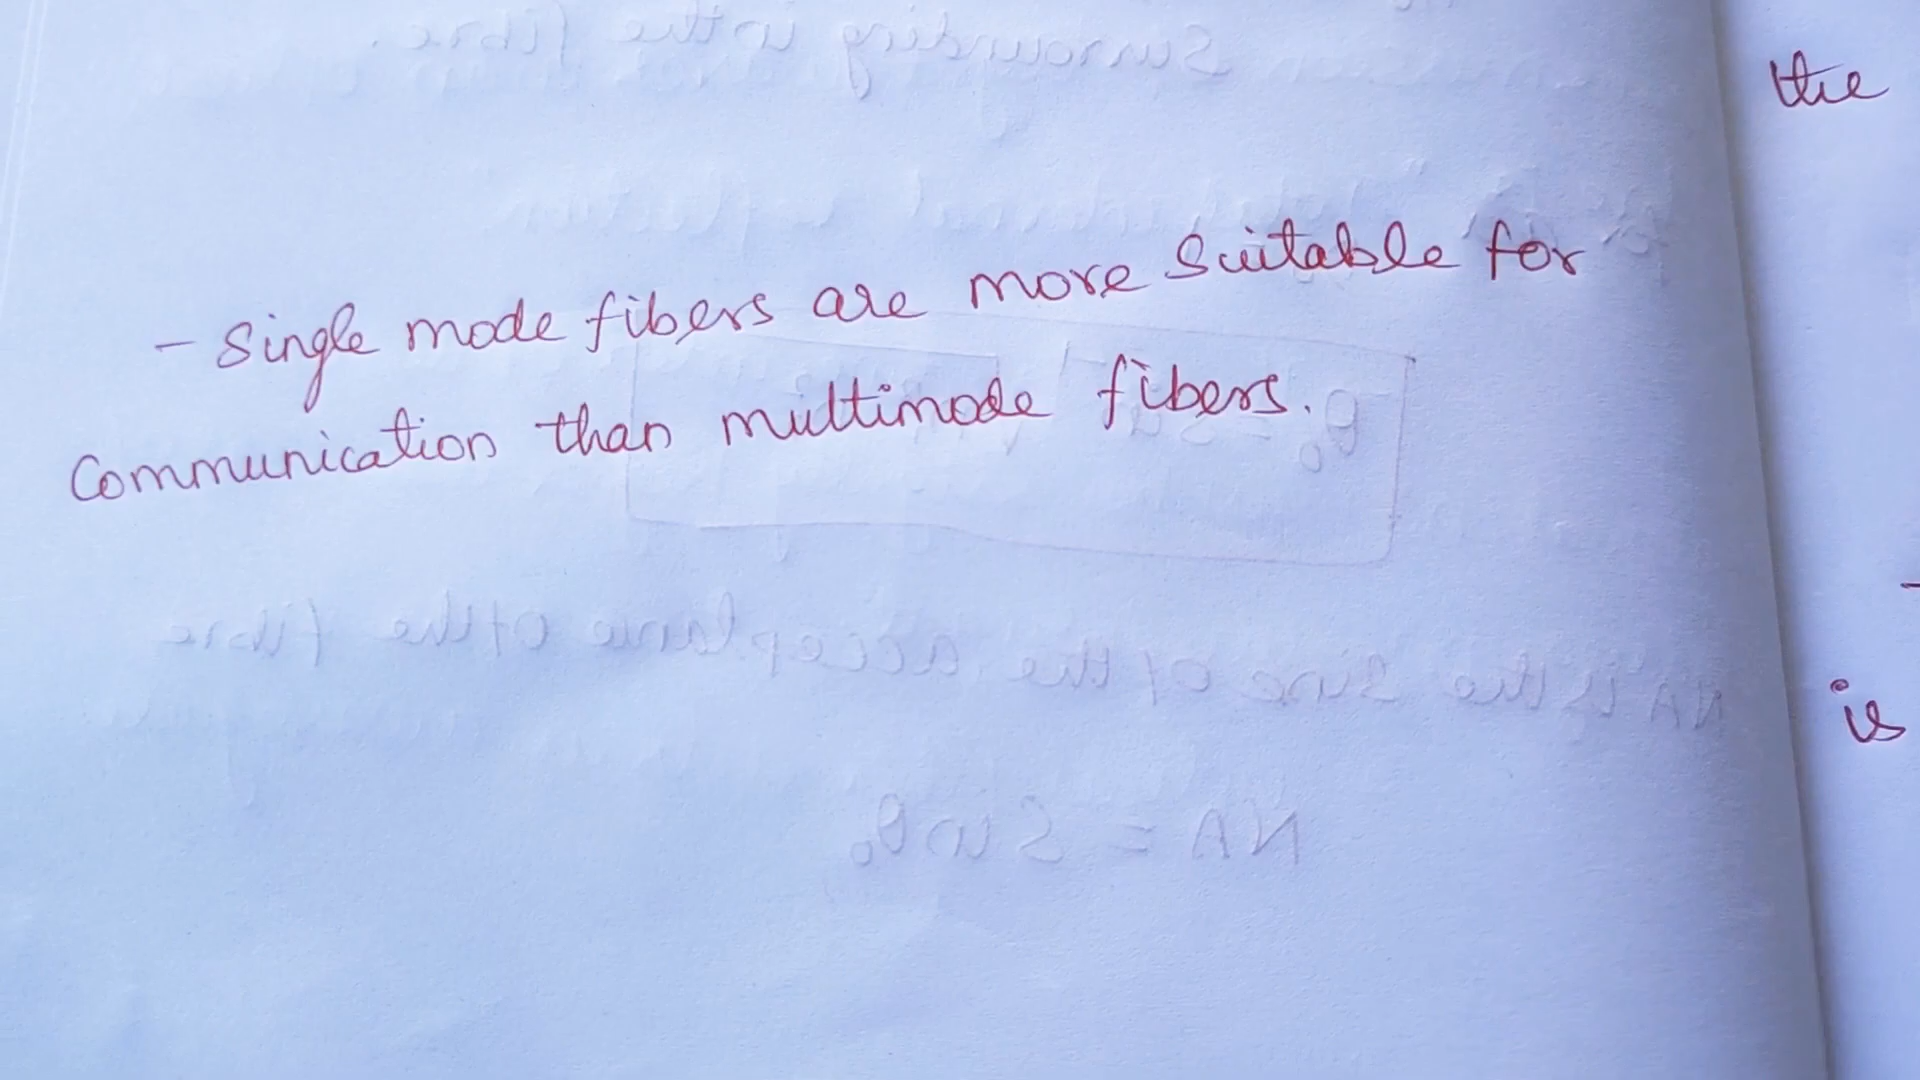 - Single mode fibers are more suitable for
Communication than multimode fibers.
the
is